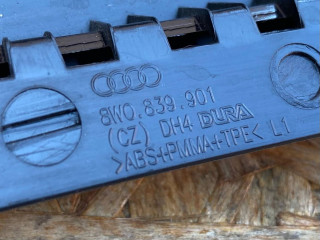 8W0.839.901
(CZ) DH4 DURA
>ABS+PMMA+TPE< L1